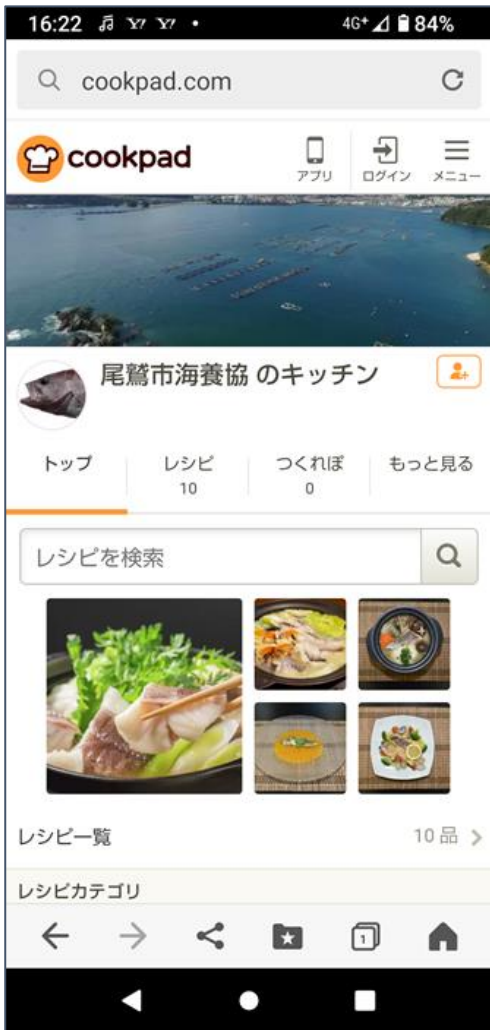 16:22 Y! Y! • 4G+ 84%
cookpad.com
cookpad
アプリ ログイン メニュー
尾鷲市海養協 のキッチン
トップ レシピ つくれぽ もっと見る
10 0
レシピを検索
レシピ一覧 10 品
レシピカテゴリ
1